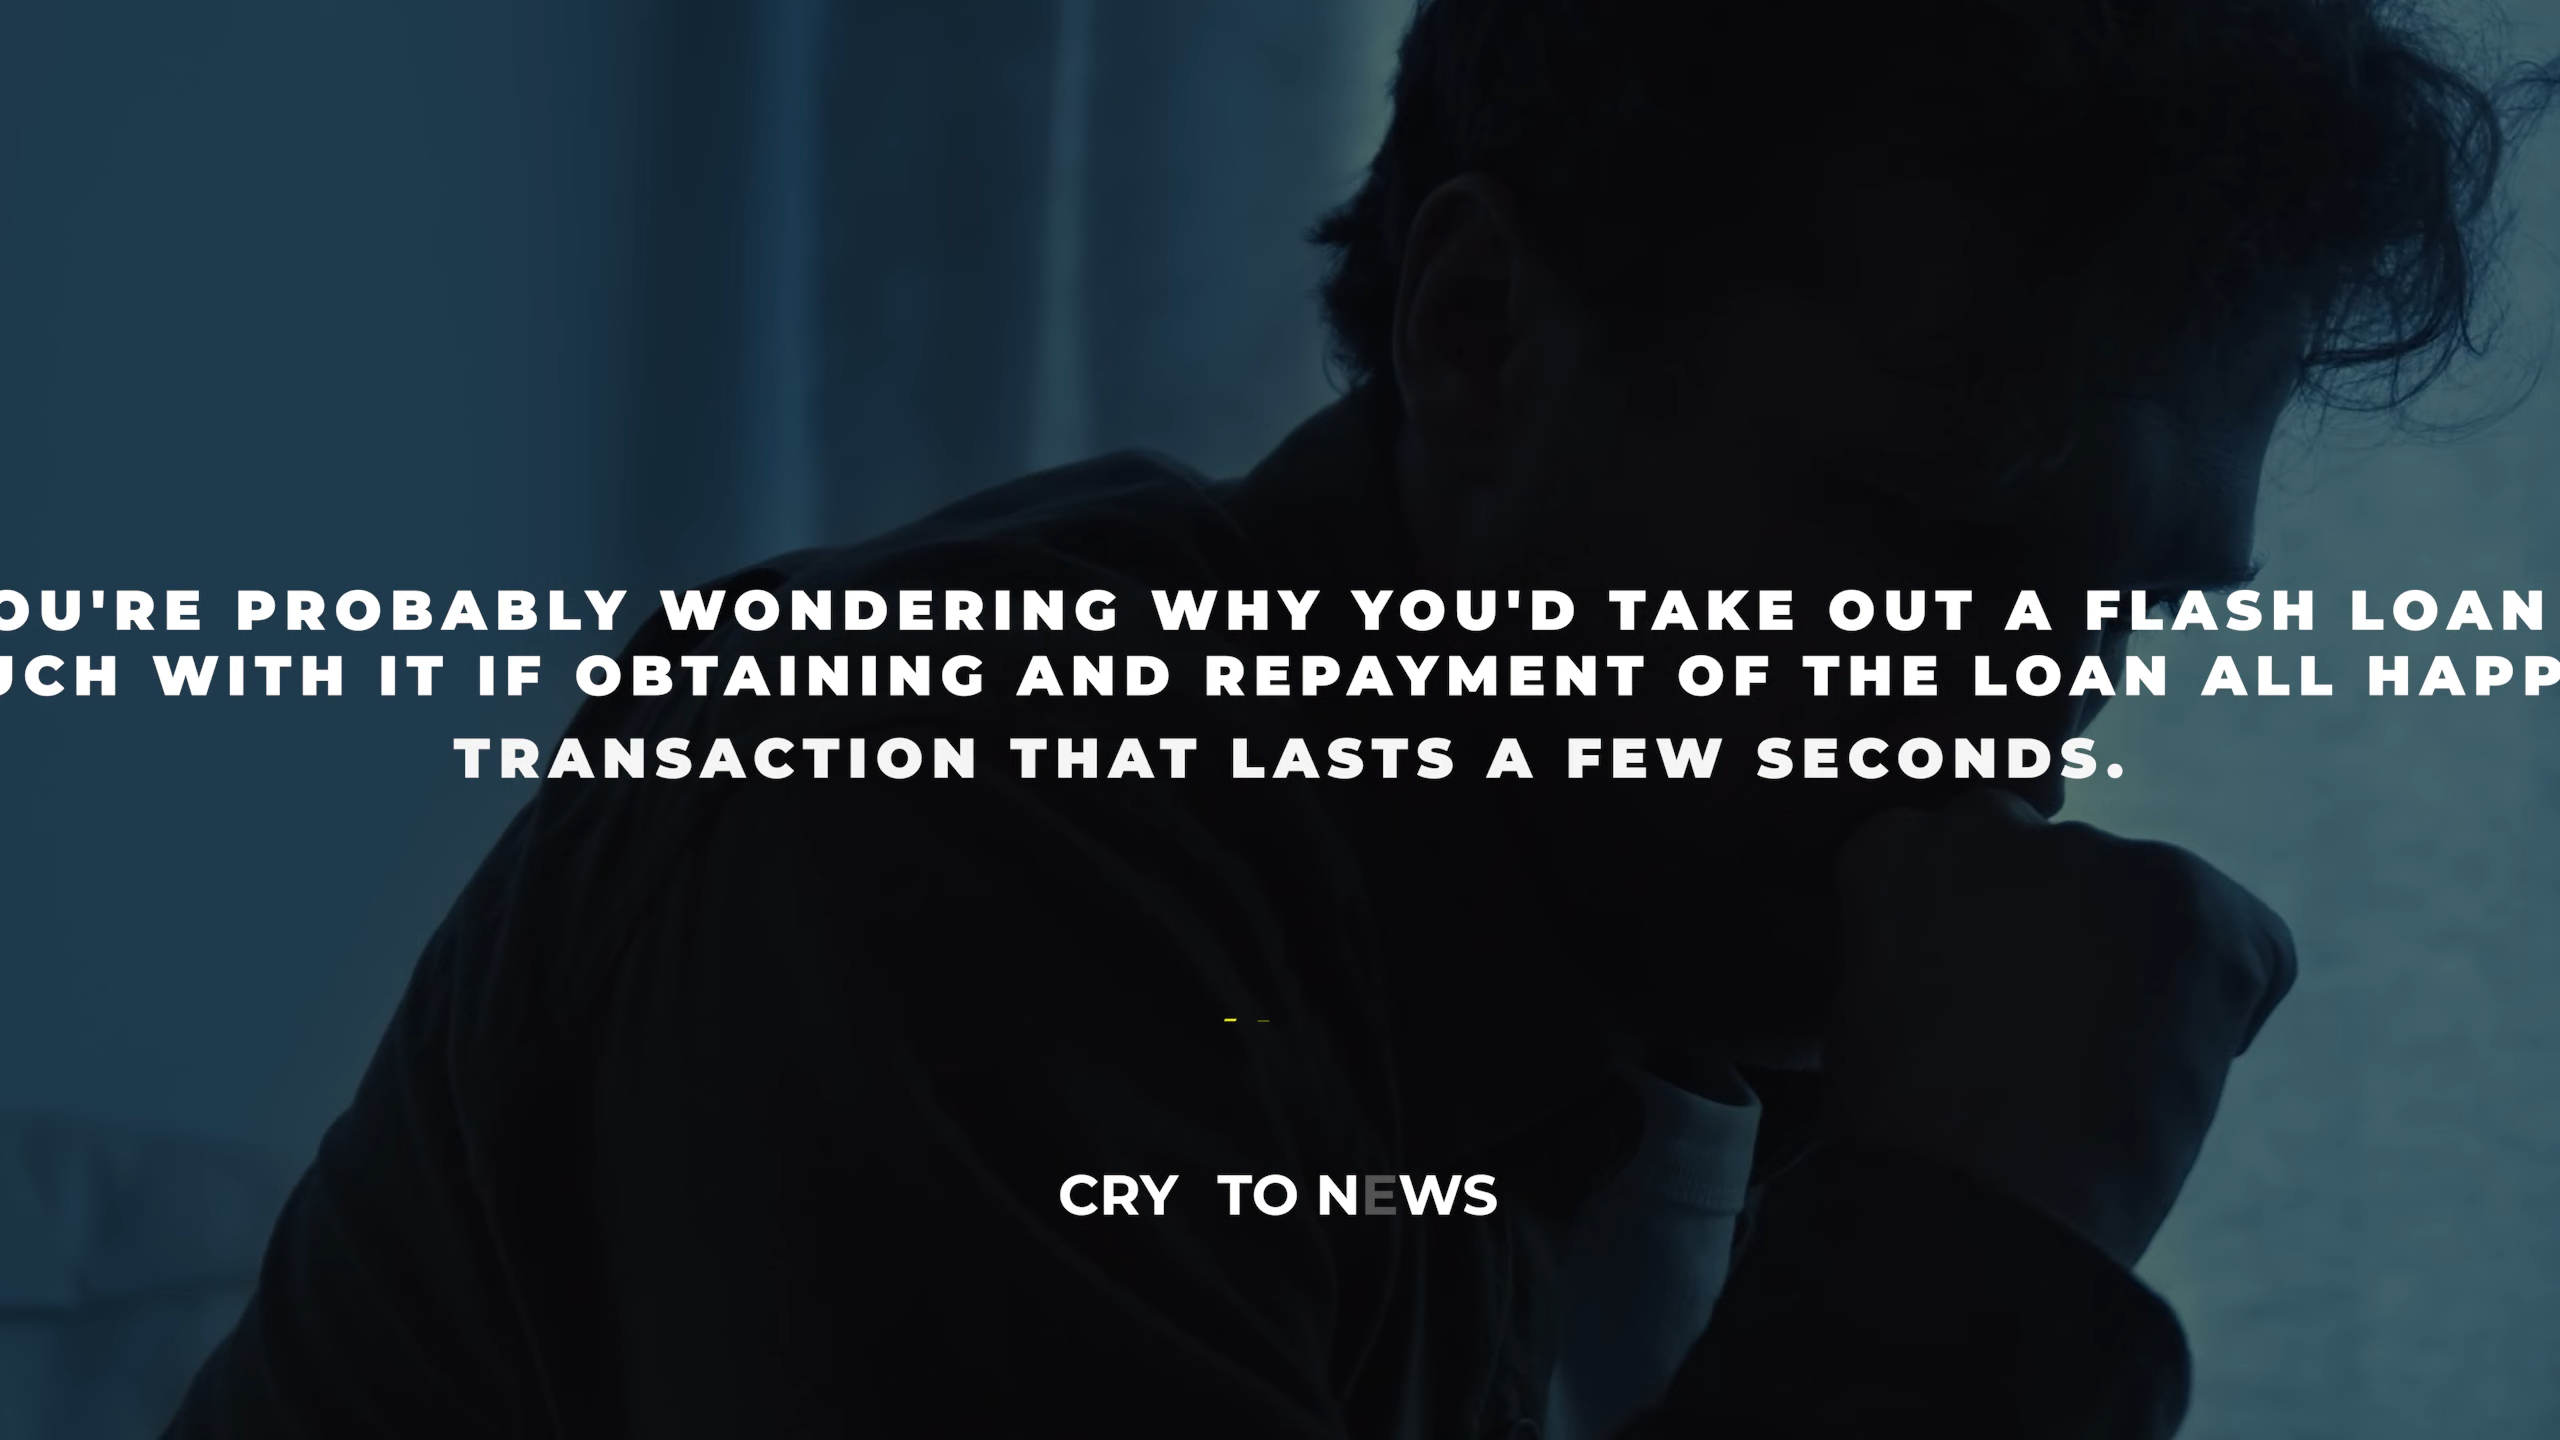 OU'RE PROBABLY WONDERING WHY YOU'D TAKE OUT A FLASH LOAN
UCH WITH IT IF OBTAINING AND REPAYMENT OF THE LOAN ALL HAPP
TRANSACTION THAT LASTS A FEW SECONDS.
CRY TO NEWS